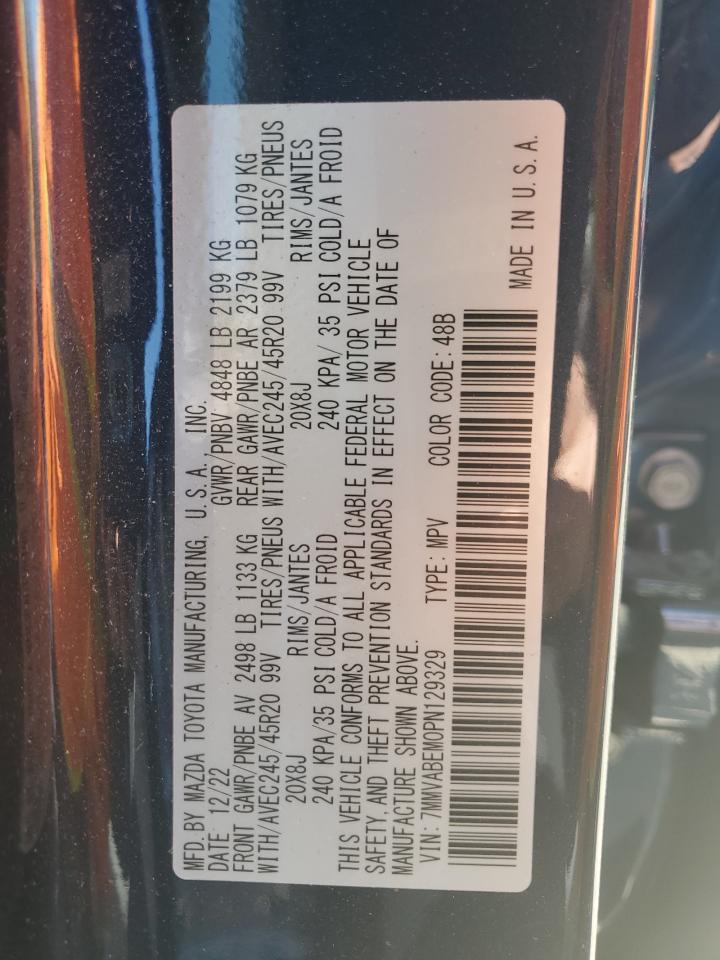 MFD. BY MAZDA TOYOTA MANUFACTURING, U. S. A. INC.
DATE 12/22 GVWR/PNBV 4848 LB 2199 KG
FRONT GAWR/PNBE AV 2498 LB 1133 KG REAR GAWR/PNBE AR 2379 LB 1079 KG
WITH/AVEC245/45R20 99V TIRES/PNEUS WITH/AVEC245/45R20 99V TIRES/PNEUS
20X8J RIMS/JANTES 20X8J RIMS/JANTES
240 KPA/35 PSI COLD/A FROID 240 KPA/ 35 PSI COLD/A FROID
THIS VEHICLE CONFORMS TO ALL APPLICABLE FEDERAL MOTOR VEHICLE
SAFETY, AND THEFT PREVENTION STANDARDS IN EFFECT ON THE DATE OF
MANUFACTURE SHOWN ABOVE.
VIN: 7MMVABEM0PN129329 TYPE: MPV COLOR CODE: 48B
MADE IN U. S. A.